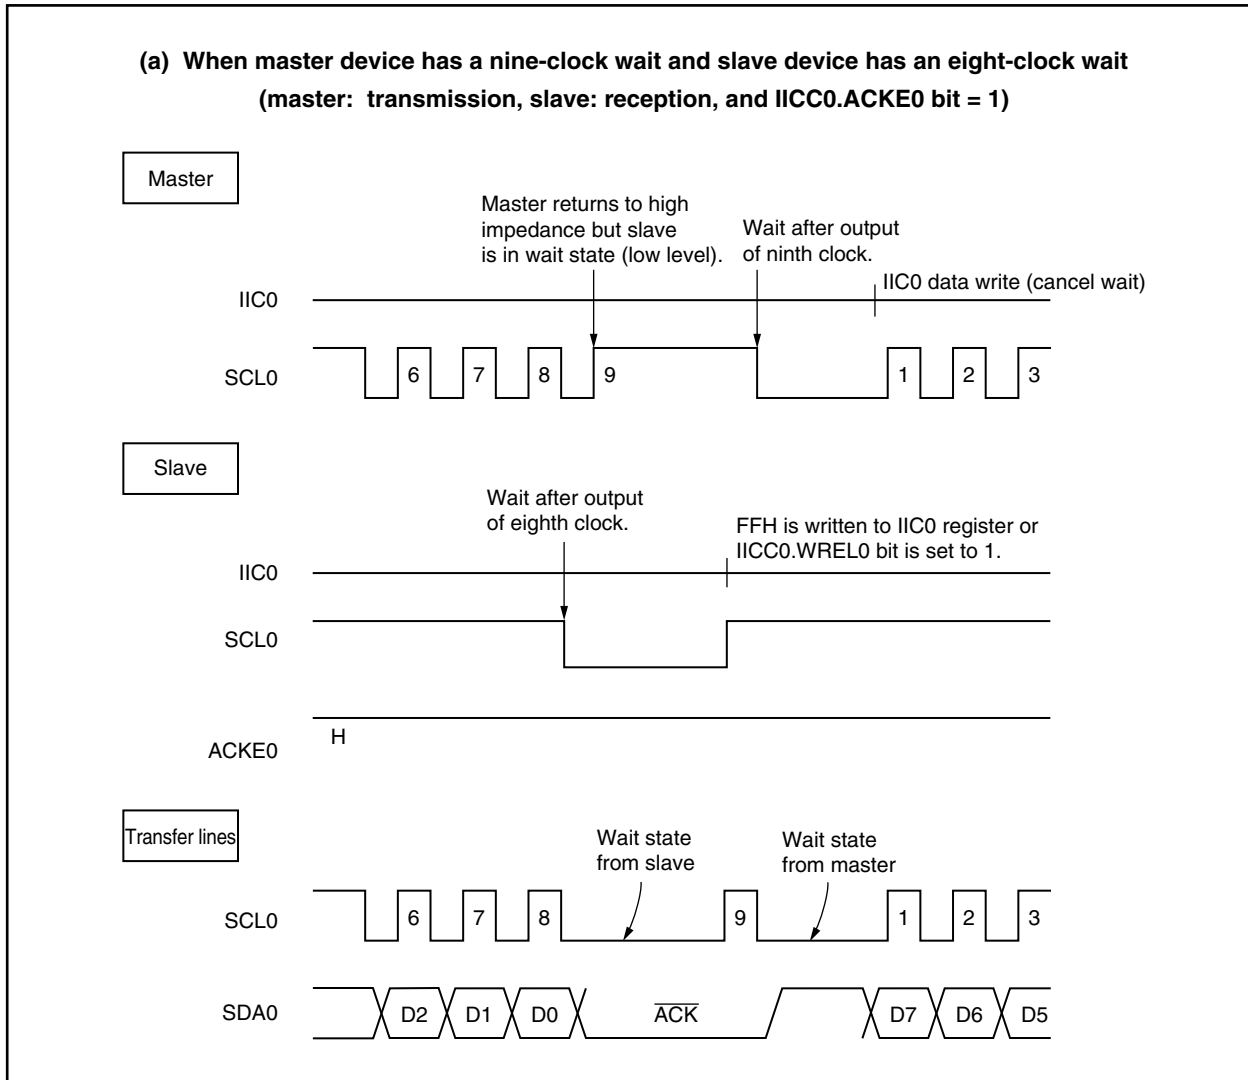 (a) When master device has a nine-clock wait and slave device has an eight-clock wait
(master: transmission, slave: reception, and IICC0.ACKE0 bit = 1)
Master
Master returns to high
impedance but slave
is in wait state (low level).
Wait after output
of ninth clock.
IIC0 data write (cancel wait)
IIC0
SCL0
6 7 8 9 1 2 3
Slave
Wait after output
of eighth clock.
FFH is written to IIC0 register or
IICC0.WREL0 bit is set to 1.
IIC0
SCL0
H
ACKE0
Transfer lines
Wait state
from slave
Wait state
from master
SCL0
6 7 8 9 1 2 3
SDA0
D2 D1 D0 ACK D7 D6 D5